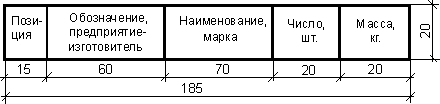 Пози-
ция
Обозначение,
предприятие-
изготовитель
Наименование,
марка
Число,
шт.
Масса,
кг.
20
15
60
70
20
20
185